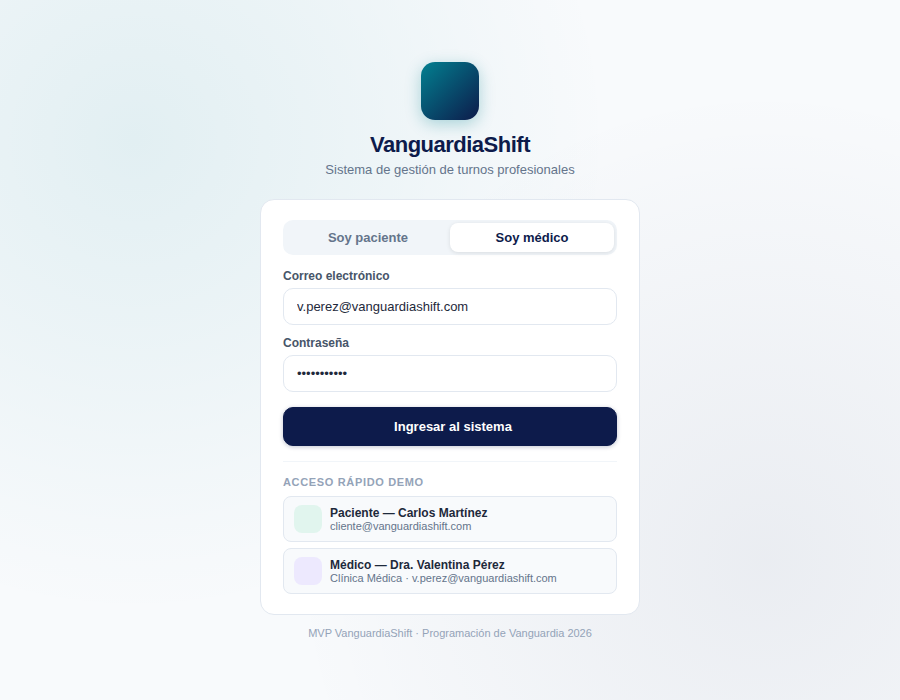 VanguardiaShift
Sistema de gestión de turnos profesionales
Soy paciente
Soy médico
Correo electrónico
v.perez@vanguardiashift.com
Contraseña
•••••••••••
Ingresar al sistema
ACCESO RÁPIDO DEMO
Paciente — Carlos Martínez
cliente@vanguardiashift.com
Médico — Dra. Valentina Pérez
Clínica Médica · v.perez@vanguardiashift.com
MVP VanguardiaShift · Programación de Vanguardia 2026